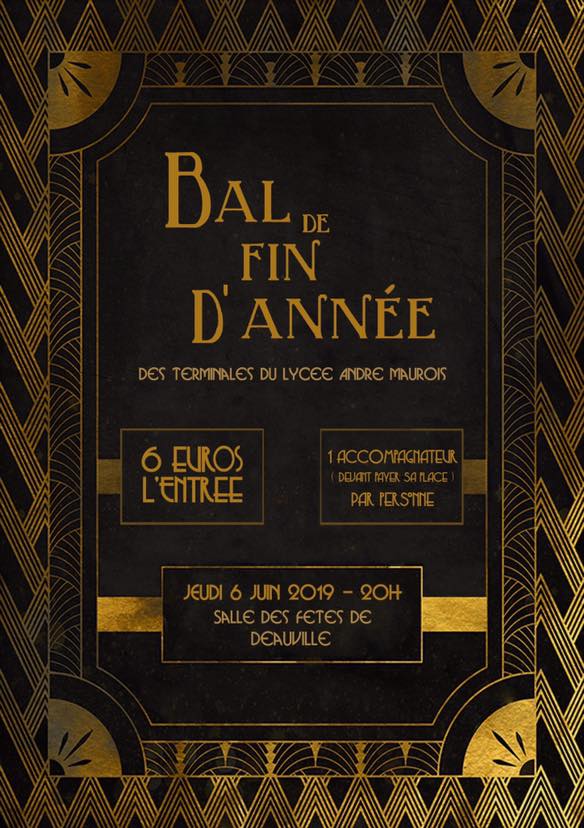 BAL DE
FIN
D'ANNÉE
DES TERMINALES DU LYCEE ANDRE MAUROIS
6 EUROS
L'ENTREE
1 ACCOMPAGNATEUR
( DEVANT PAYER SA PLACE )
PAR PERSONNE
JEUDI 6 JUIN 2019 - 20H
SALLE DES FETES DE
DEAUVILLE